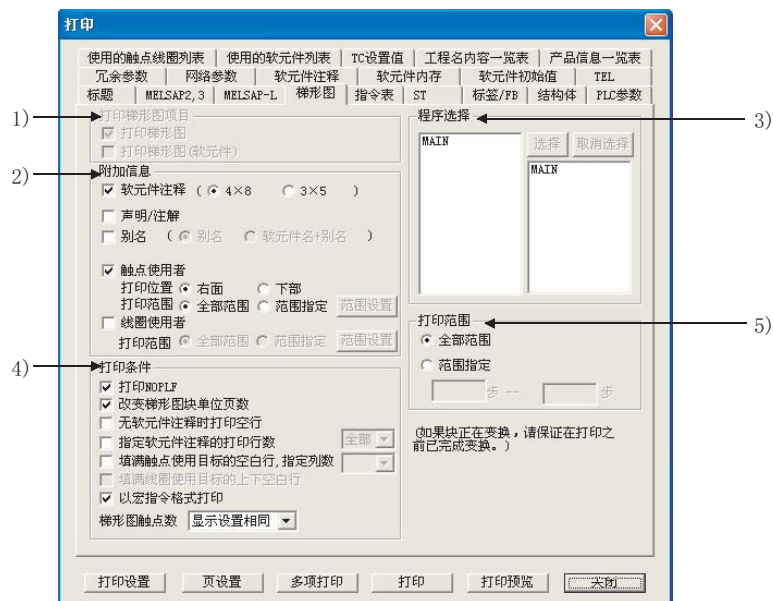 打印
使用的触点线圈列表 使用的软元件列表 TC设置值 工程名内容一览表 产品信息一览表
冗余参数 网络参数 软元件注释 软元件内存 软元件初始值 TEL
标题 MELSAP2,3 MELSAP-L 梯形图 指令表 ST 标签/FB 结构体 PLC参数
1) 打印梯形图项目
打印梯形图
打印梯形图(软元件)
2) 附加信息
软元件注释 ( 4×8 3×5 )
声明/注解
别名 ( 别名 软元件名+别名 )
触点使用者
打印位置 右面 下部
打印范围 全部范围 范围指定 范围设置
线圈使用者
打印范围 全部范围 范围指定 范围设置
4) 打印条件
打印NOPLF
改变梯形图块单位页数
无软元件注释时打印空行
指定软元件注释的打印行数 全部
填满触点使用目标的空白行,指定列数
填满线圈使用目标的上下空白行
以宏指令格式打印
梯形图触点数 显示设置相同
程序选择 3)
MAIN 选择 取消选择
MAIN
打印范围 5)
全部范围
范围指定
步 -- 步
(如果块正在变换，请保证在打印之
前已完成变换。)
打印设置 页设置 多项打印 打印 打印预览 关闭